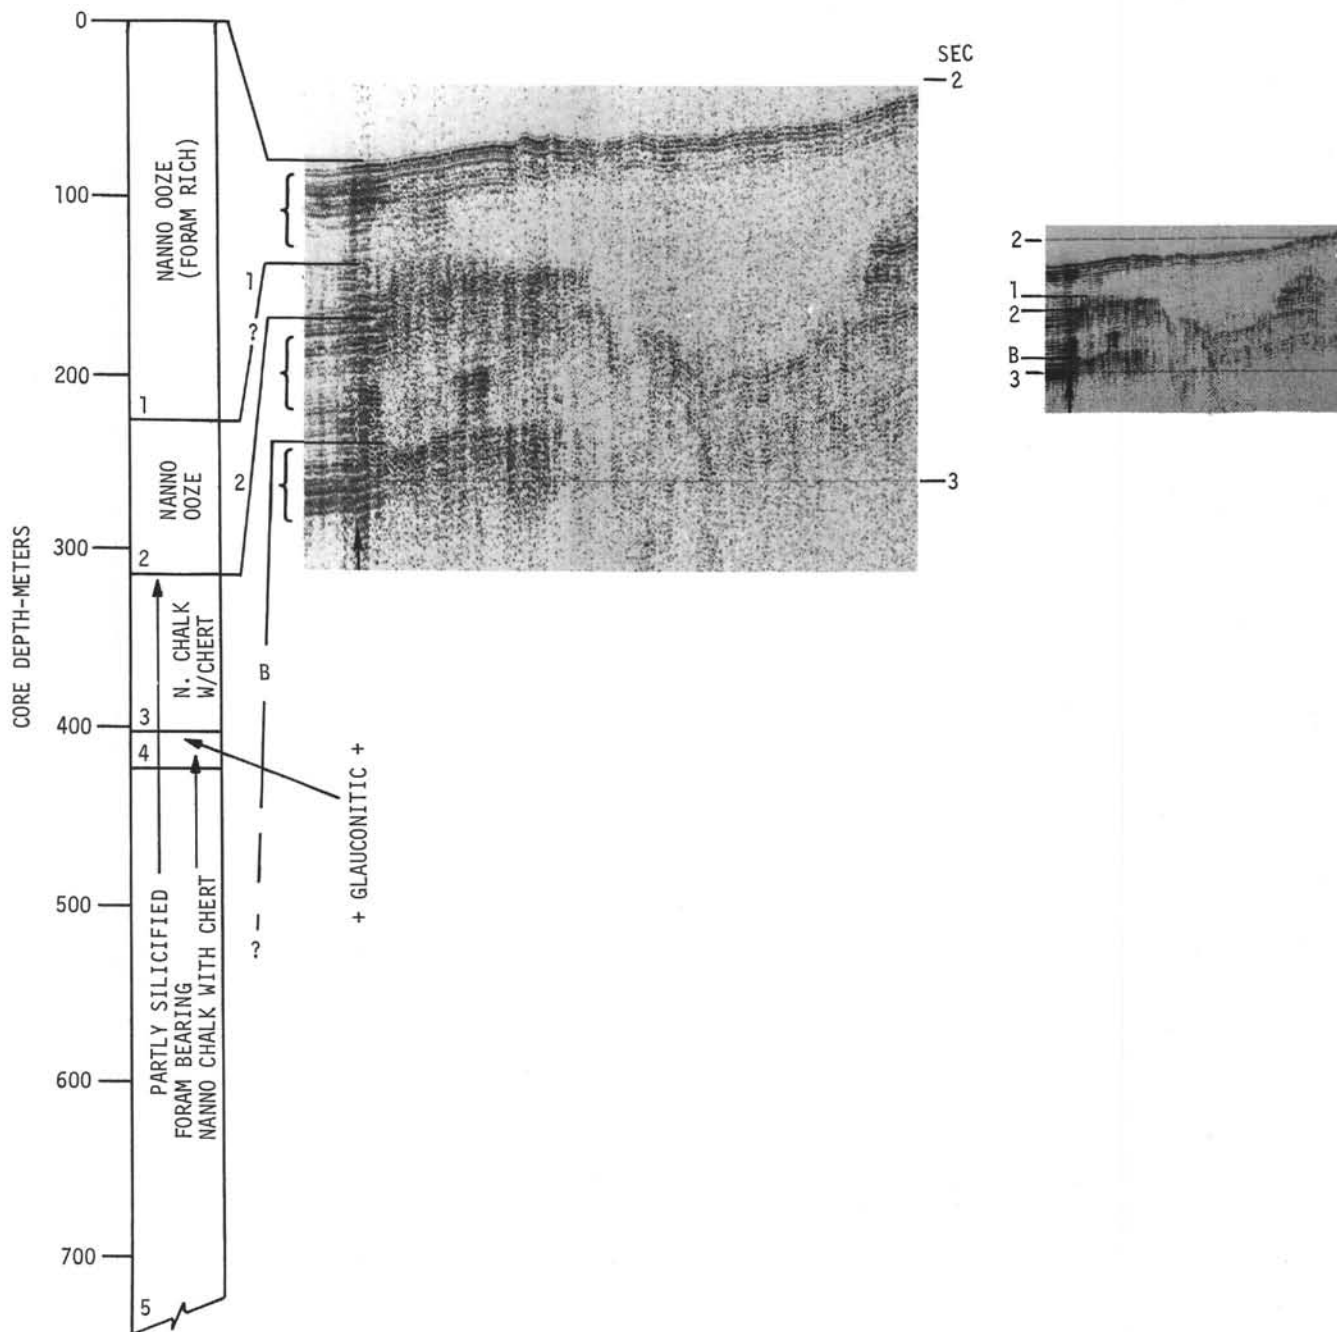 CORE DEPTH-METERS
0
100
200
300
400
500
600
700
NANNO OOZE
(FORAM RICH)
1
NANNO
OOZE
2
N. CHALK
W/CHERT
3
4
PARTLY SILICIFIED
FORAM BEARING
NANNO CHALK WITH CHERT
5
1
?
2
B
?
+ GLAUCONITIC +
SEC
2
3
2
1
2
B
3